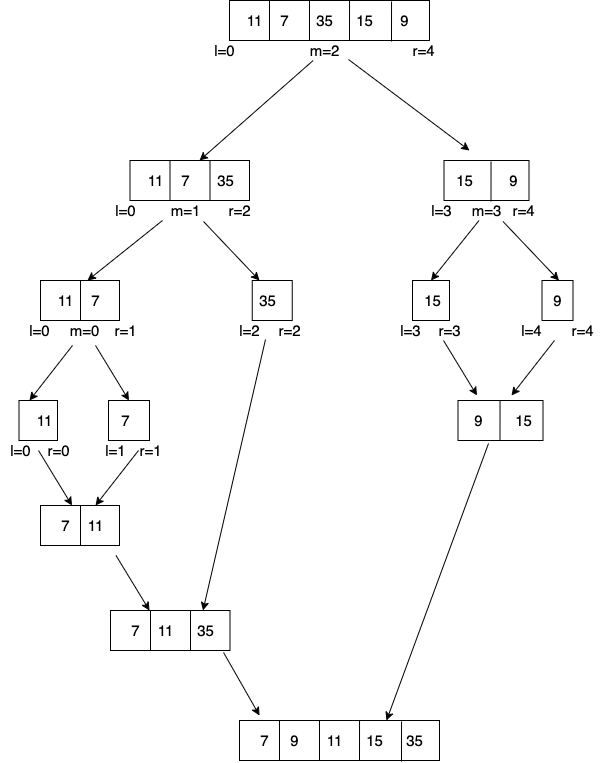 11 7 35 15 9
l=0 m=2 r=4
11 7 35 15 9
l=0 m=1 r=2 l=3 m=3 r=4
11 7 35 15 9
l=0 m=0 r=1 l=2 r=2 l=3 r=3 l=4 r=4
11 7 9 15
l=0 r=0 l=1 r=1
7 11
7 11 35
7 9 11 15 35